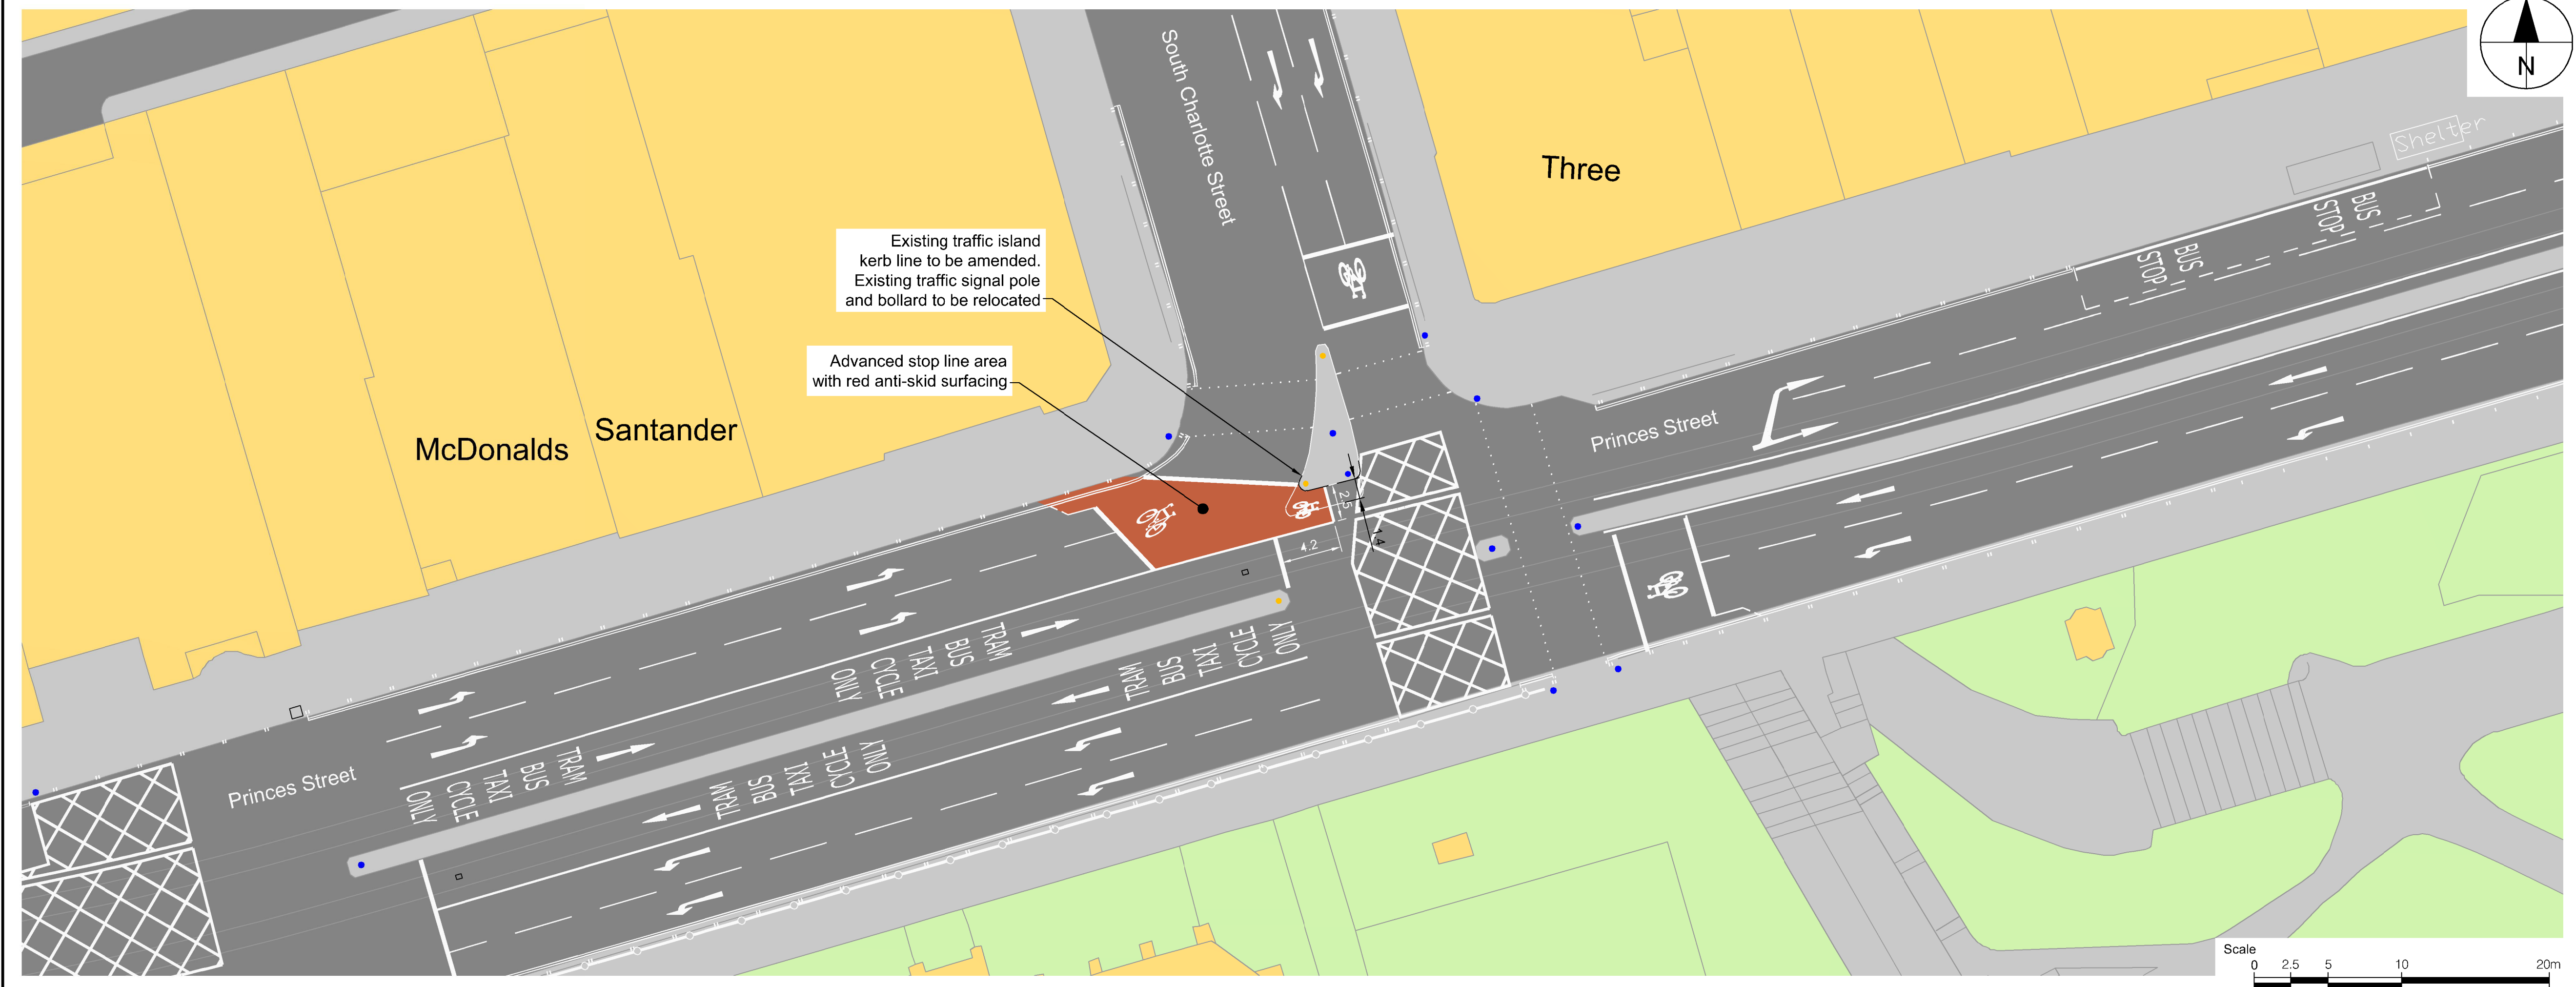 N
South Charlotte Street
Shelter
Three
BUS
STOP
BUS
STOP
Existing traffic island
kerb line to be amended.
Existing traffic signal pole
and bollard to be relocated
Advanced stop line area
with red anti-skid surfacing
McDonalds
Santander
Princes Street
2.5
1.4
4.2
TRAM
BUS
TAXI
CYCLE
ONLY
ONLY
CYCLE
TAXI
BUS
TRAM
Princes Street
TRAM
BUS
TAXI
CYCLE
ONLY
ONLY
CYCLE
TAXI
BUS
TRAM
Scale
0 2.5 5 10 20m